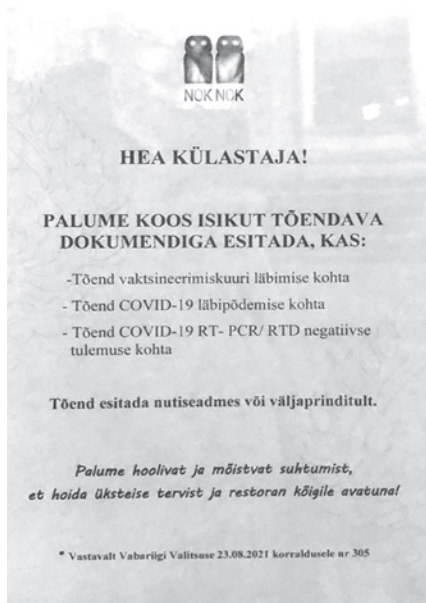 NOK NOK
HEA KÜLASTAJA!
PALUME KOOS ISIKUT TÕENDAVA
DOKUMENDIGA ESITADA, KAS:
-Tõend vaktsineerimiskuuri läbimise kohta
- Tõend COVID-19 läbipõdemise kohta
- Tõend COVID-19 RT- PCR/ RTD negatiivse
tulemuse kohta
Tõend esitada nutiseadmes või väljaprinditult.
Palume hoolivat ja mõistvat suhtumist,
et hoida üksteise tervist ja restoran kõigile avatuna!
* Vastavalt Vabariigi Valitsuse 23.08.2021 korraldusele nr 305